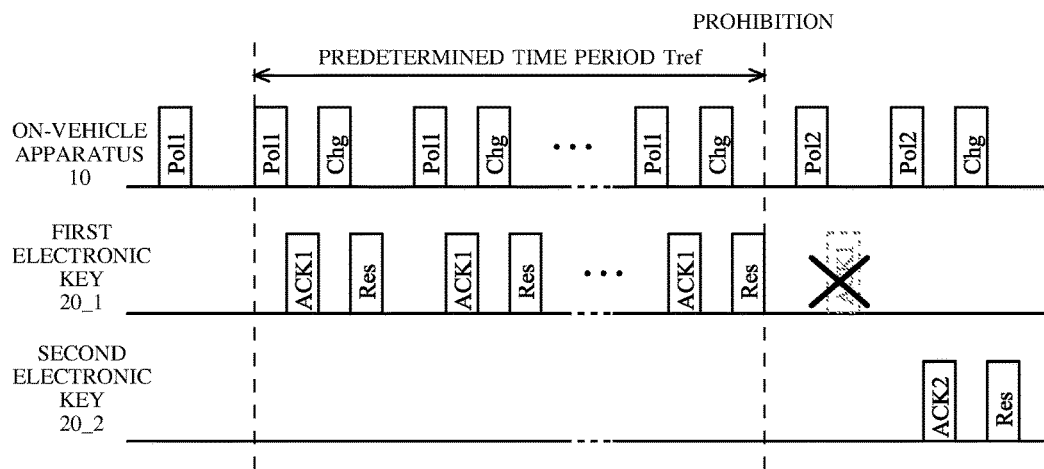 PROHIBITION
PREDETERMINED TIME PERIOD Tref
ON-VEHICLE
APPARATUS
10
Pol1
Pol1
Chg
Pol1
Chg
Pol1
Chg
Pol2
Pol2
Chg
FIRST
ELECTRONIC
KEY
20_1
ACK1
Res
ACK1
Res
ACK1
Res
SECOND
ELECTRONIC
KEY
20_2
ACK2
Res